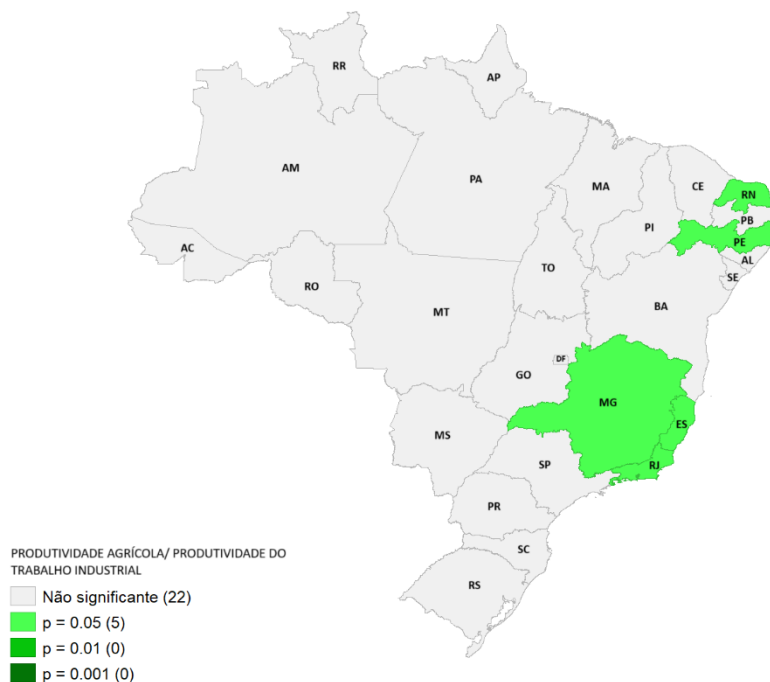 RR
AP
AM
PA
MA
CE
RN
PB
PI
PE
AL
SE
AC
TO
RO
BA
MT
DF
GO
MG
ES
MS
SP
RJ
PR
SC
RS
PRODUTIVIDADE AGRÍCOLA/ PRODUTIVIDADE DO
TRABALHO INDUSTRIAL
Não significante (22)
p = 0.05 (5)
p = 0.01 (0)
p = 0.001 (0)